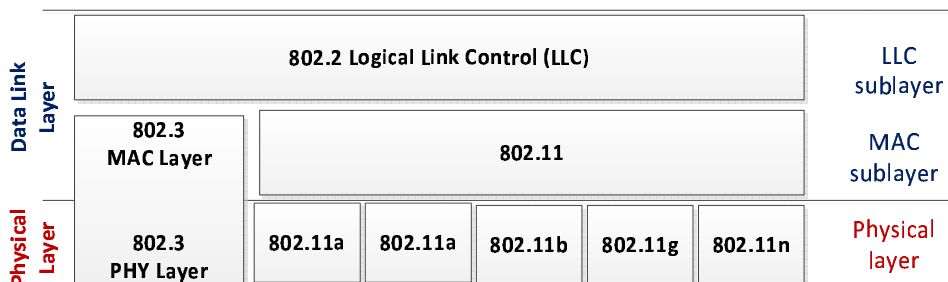 Data Link
Layer
802.2 Logical Link Control (LLC)
LLC
sublayer
802.3
MAC Layer
802.11
MAC
sublayer
Physical
Layer
802.3
PHY Layer
802.11a
802.11a
802.11b
802.11g
802.11n
Physical
layer